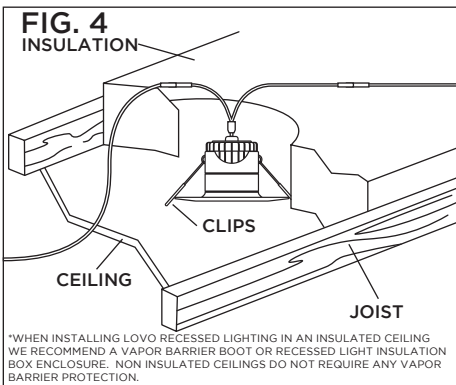 FIG. 4
INSULATION
CLIPS
CEILING
JOIST
*WHEN INSTALLING LOVO RECESSED LIGHTING IN AN INSULATED CEILING
WE RECOMMEND A VAPOR BARRIER BOOT OR RECESSED LIGHT INSULATION
BOX ENCLOSURE. NON INSULATED CEILINGS DO NOT REQUIRE ANY VAPOR
BARRIER PROTECTION.